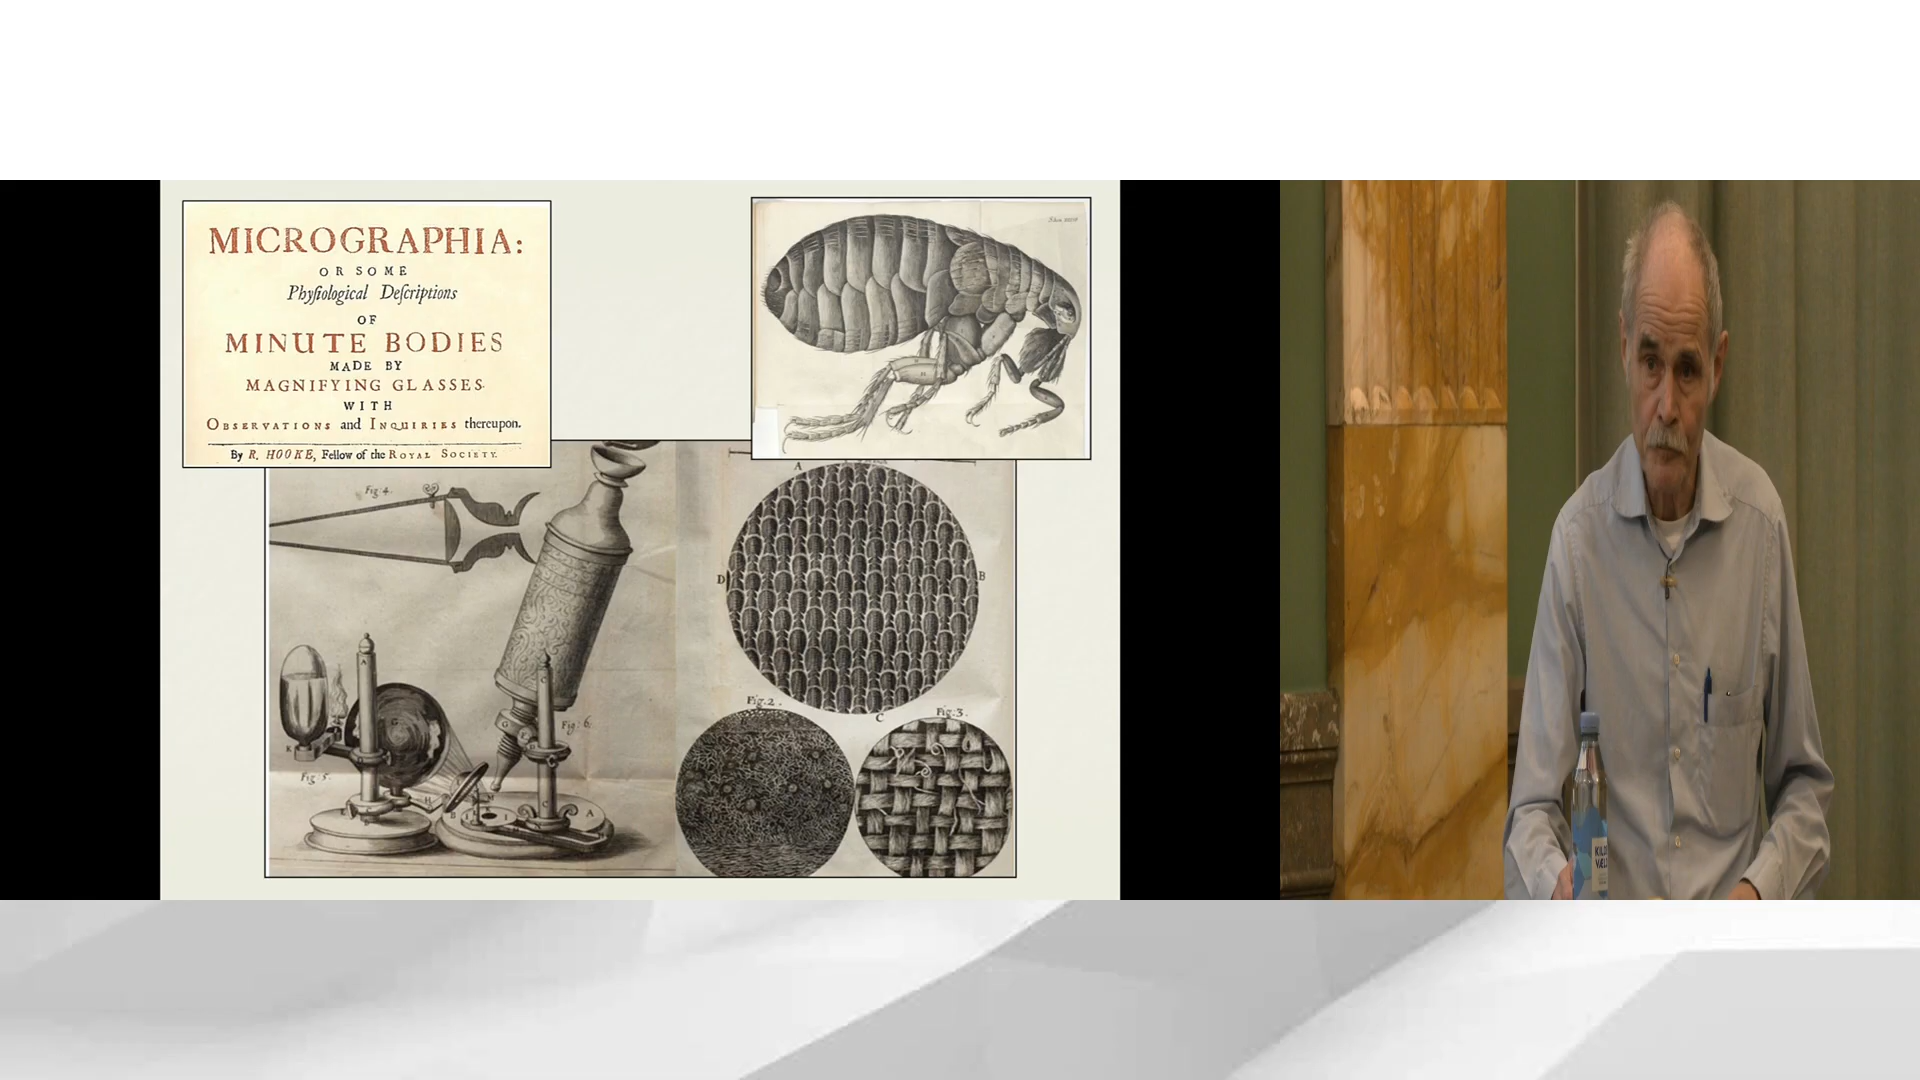 MICROGRAPHIA:
OR SOME
Phyſiological Deſcriptions
OF
MINUTE BODIES
MADE BY
MAGNIFYING GLASSES.
WITH
OBSERVATIONS and INQUIRIES thereupon.
By R. HOOKE, Fellow of the ROYAL SOCIETY.
Fig: 4.
A
D
B
C
Fig. 2.
Fig. 3.
Fig: 5.
Fig: 6.
A
K
G
H
M
B
I
I
C
A